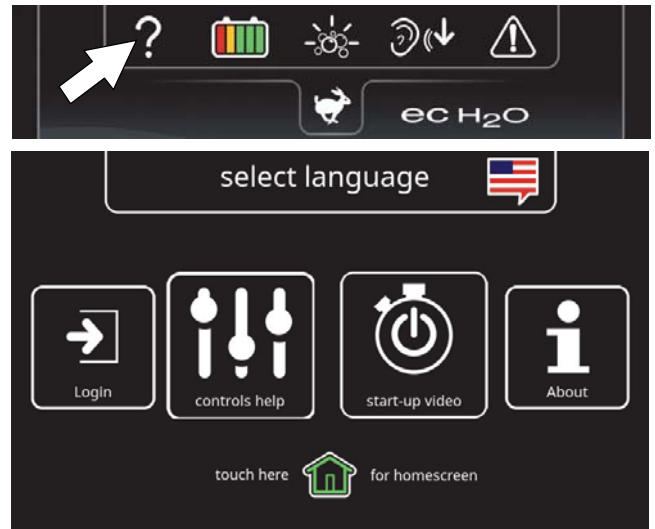 ?
ec H₂O
select language
Login
controls help
start-up video
About
touch here
for homescreen